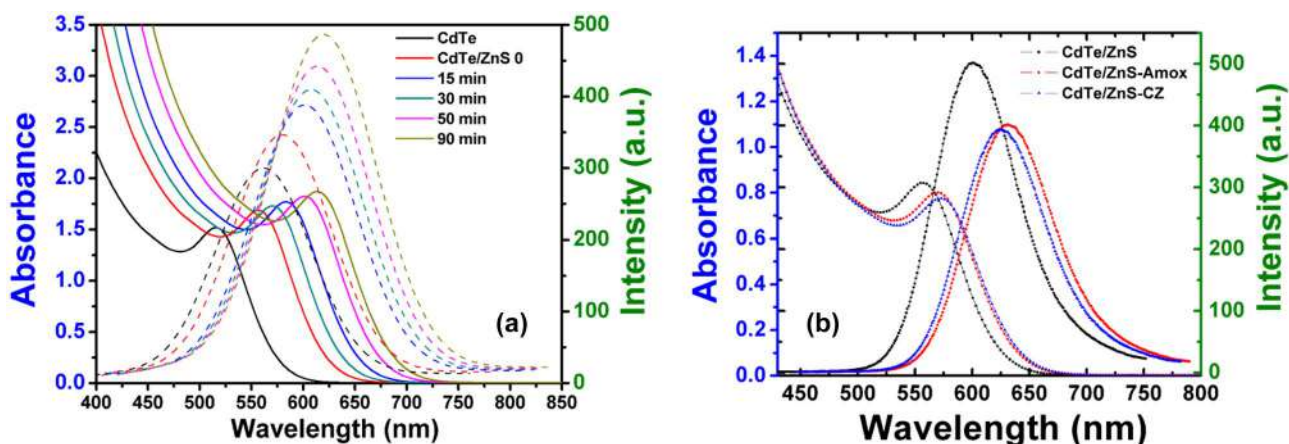 3.5
3.0
2.5
2.0
1.5
1.0
0.5
0.0
Absorbance
500
400
300
200
100
0
Intensity (a.u.)
CdTe
CdTe/ZnS 0
15 min
30 min
50 min
90 min
(a)
400 450 500 550 600 650 700 750 800 850
Wavelength (nm)
1.4
1.2
1.0
0.8
0.6
0.4
0.2
0.0
Absorbance
500
400
300
200
100
0
Intensity (a.u.)
CdTe/ZnS
CdTe/ZnS-Amox
CdTe/ZnS-CZ
(b)
450 500 550 600 650 700 750 800
Wavelength (nm)